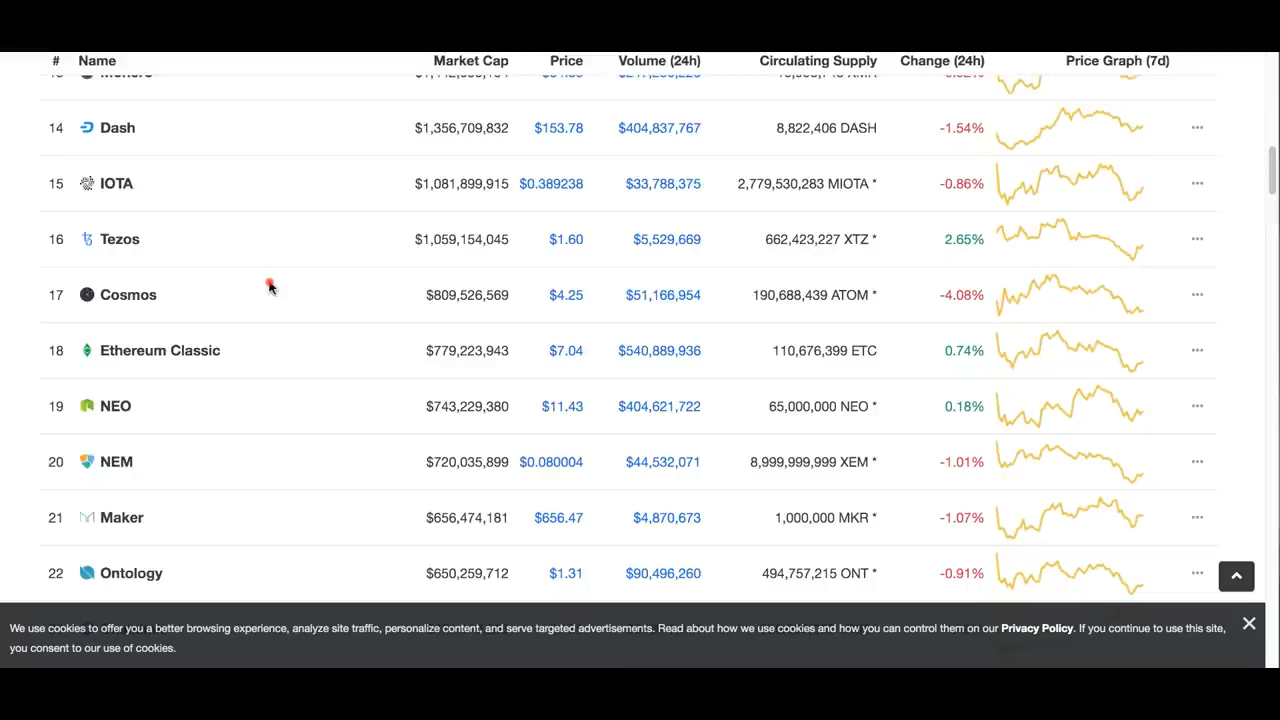 # Name Market Cap Price Volume (24h) Circulating Supply Change (24h) Price Graph (7d)
14 Dash $1,356,709,832 $153.78 $404,837,767 8,822,406 DASH -1.54%
15 IOTA $1,081,899,915 $0.389238 $33,788,375 2,779,530,283 MIOTA * -0.86%
16 Tezos $1,059,154,045 $1.60 $5,529,669 662,423,227 XTZ * 2.65%
17 Cosmos $809,526,569 $4.25 $51,166,954 190,688,439 ATOM * -4.08%
18 Ethereum Classic $779,223,943 $7.04 $540,889,936 110,676,399 ETC 0.74%
19 NEO $743,229,380 $11.43 $404,621,722 65,000,000 NEO * 0.18%
20 NEM $720,035,899 $0.080004 $44,532,071 8,999,999,999 XEM * -1.01%
21 Maker $656,474,181 $656.47 $4,870,673 1,000,000 MKR * -1.07%
22 Ontology $650,259,712 $1.31 $90,496,260 494,757,215 ONT * -0.91%
We use cookies to offer you a better browsing experience, analyze site traffic, personalize content, and serve targeted advertisements. Read about how we use cookies and how you can control them on our Privacy Policy. If you continue to use this site,
you consent to our use of cookies.